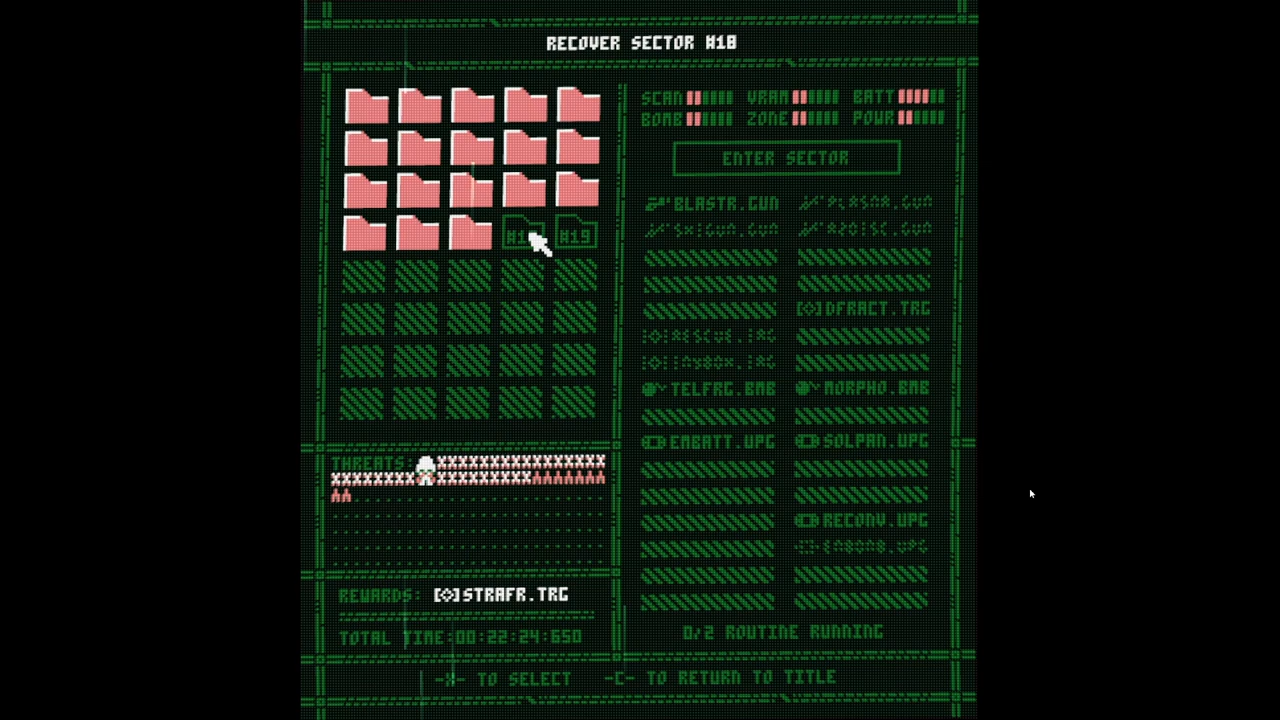 RECOVER SECTOR #18
SCAN VRAM BATT
BOMB ZONE POWR
ENTER SECTOR
#19
BLASTR.GUN
DFRACT.TRG
TELFRG.BMB MORPHO.BMB
EMBATT.UPG SOLPAN.UPG
RECONV.UPG
0/2 ROUTINE RUNNING
THREATS:
REWARDS: [◇]STRAFR.TRG
TOTAL TIME:00:22:24:650
-X- TO SELECT -C- TO RETURN TO TITLE